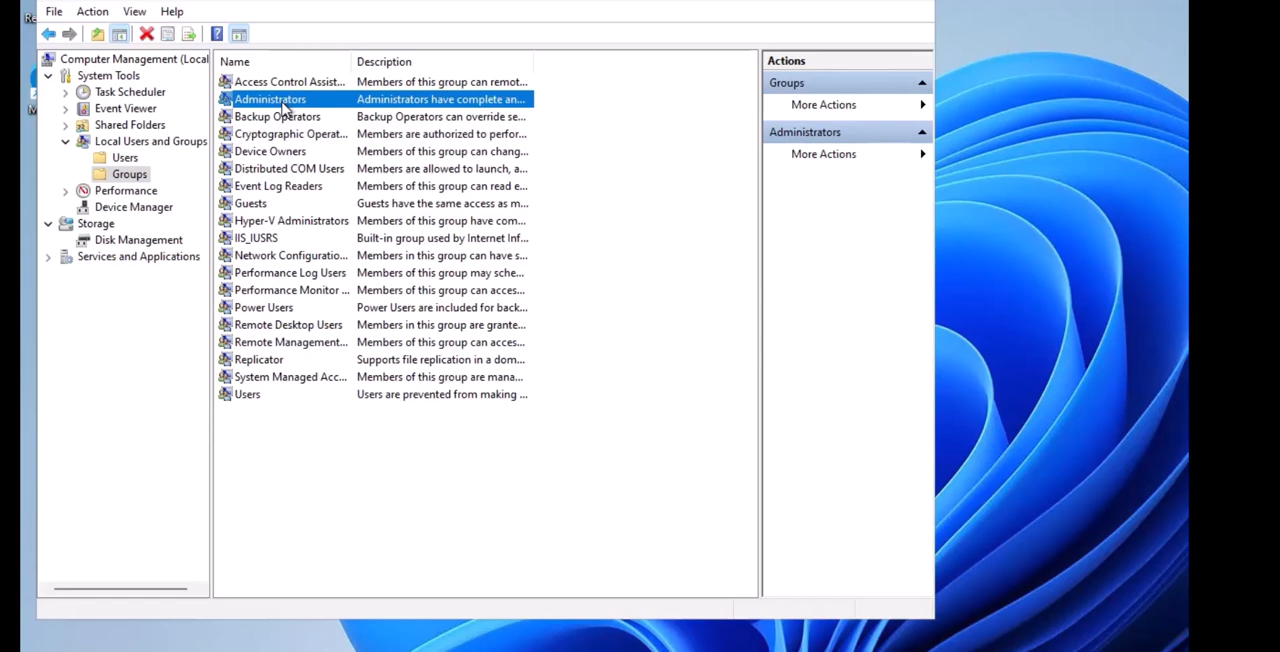 File Action View Help
Computer Management (Local
System Tools
Task Scheduler
Event Viewer
Shared Folders
Local Users and Groups
Users
Groups
Performance
Device Manager
Storage
Disk Management
Services and Applications
Name Description
Access Control Assist... Members of this group can remot...
Administrators Administrators have complete an...
Backup Operators Backup Operators can override se...
Cryptographic Operat... Members are authorized to perfor...
Device Owners Members of this group can chang...
Distributed COM Users Members are allowed to launch, a...
Event Log Readers Members of this group can read e...
Guests Guests have the same access as m...
Hyper-V Administrators Members of this group have com...
IIS_IUSRS Built-in group used by Internet Inf...
Network Configuratio... Members in this group can have s...
Performance Log Users Members of this group may sche...
Performance Monitor ... Members of this group can acces...
Power Users Power Users are included for back...
Remote Desktop Users Members in this group are grante...
Remote Management... Members of this group can acces...
Replicator Supports file replication in a dom...
System Managed Acc... Members of this group are mana...
Users Users are prevented from making ...
Actions
Groups
More Actions
Administrators
More Actions